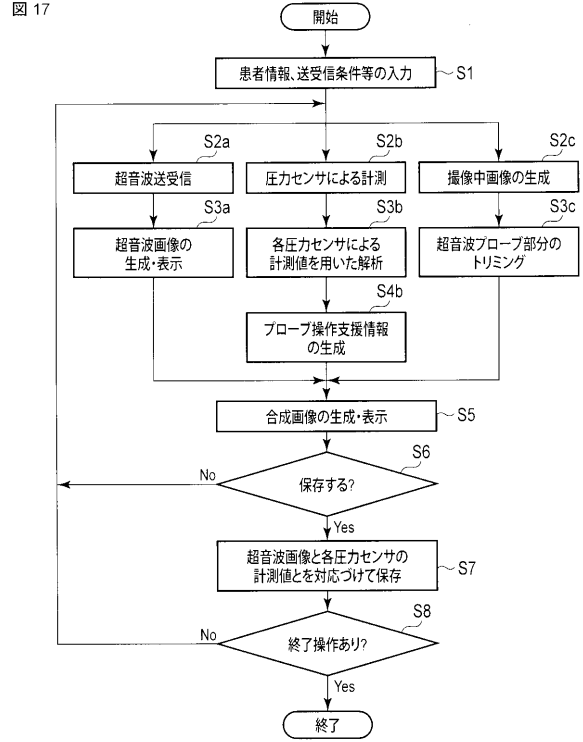 図 17
開始
患者情報、送受信条件等の入力
S1
S2a
S2b
S2c
超音波送受信
圧力センサによる計測
撮像中画像の生成
S3a
S3b
S3c
超音波画像の
生成・表示
各圧力センサによる
計測値を用いた解析
超音波プローブ部分の
トリミング
S4b
プローブ操作支援情報
の生成
合成画像の生成・表示
S5
S6
No
保存する?
Yes
超音波画像と各圧力センサの
計測値とを対応づけて保存
S7
S8
No
終了操作あり?
Yes
終了